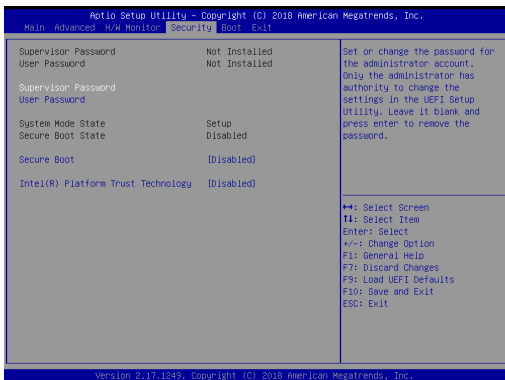 Aptio Setup Utility – Copyright (C) 2018 American Megatrends, Inc.
Main Advanced H/W Monitor Security Boot Exit
Supervisor Password Not Installed
User Password Not Installed
Supervisor Password
User Password
System Mode State Setup
Secure Boot State Disabled
Secure Boot [Disabled]
Intel(R) Platform Trust Technology [Disabled]
Set or change the password for
the administrator account.
Only the administrator has
authority to change the
settings in the UEFI Setup
Utility. Leave it blank and
press enter to remove the
password.
↔: Select Screen
↑↓: Select Item
Enter: Select
+/-: Change Option
F1: General Help
F7: Discard Changes
F9: Load UEFI Defaults
F10: Save and Exit
ESC: Exit
Version 2.17.1249. Copyright (C) 2018 American Megatrends, Inc.